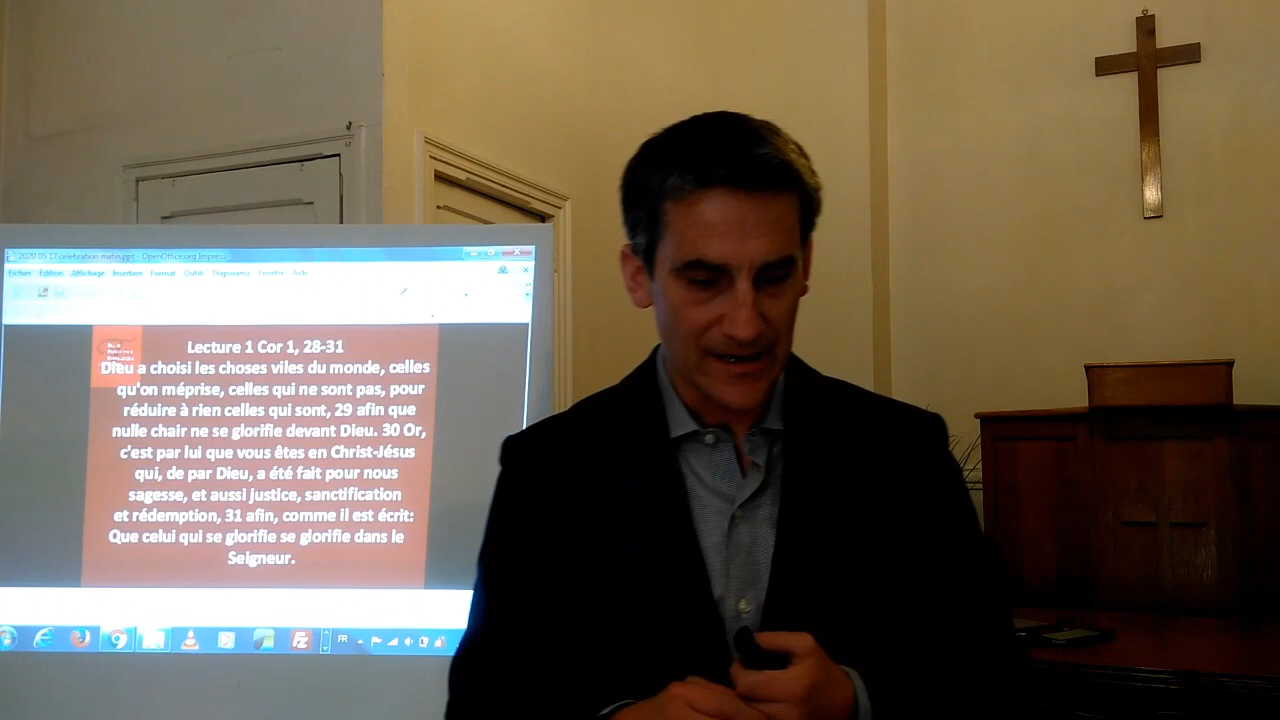 2020 05 17 celebration matin.ppt - OpenOffice.org Impress
Fichier Édition Affichage Insertion Format Outils Diaporama Fenêtre Aide
Lecture 1 Cor 1, 28-31
Dieu a choisi les choses viles du monde, celles
qu'on méprise, celles qui ne sont pas, pour
réduire à rien celles qui sont, 29 afin que
nulle chair ne se glorifie devant Dieu. 30 Or,
c'est par lui que vous êtes en Christ-Jésus
qui, de par Dieu, a été fait pour nous
sagesse, et aussi justice, sanctification
et rédemption, 31 afin, comme il est écrit:
Que celui qui se glorifie se glorifie dans le
Seigneur.
FZ FR